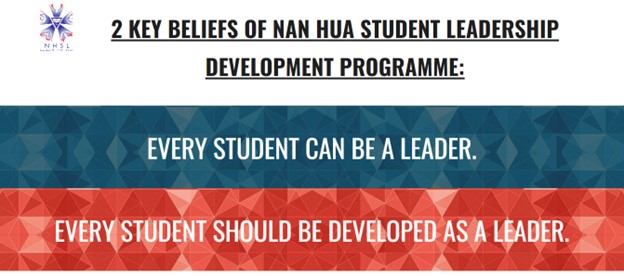 2 KEY BELIEFS OF NAN HUA STUDENT LEADERSHIP
DEVELOPMENT PROGRAMME:
NHSL
EVERY STUDENT CAN BE A LEADER.
EVERY STUDENT SHOULD BE DEVELOPED AS A LEADER.